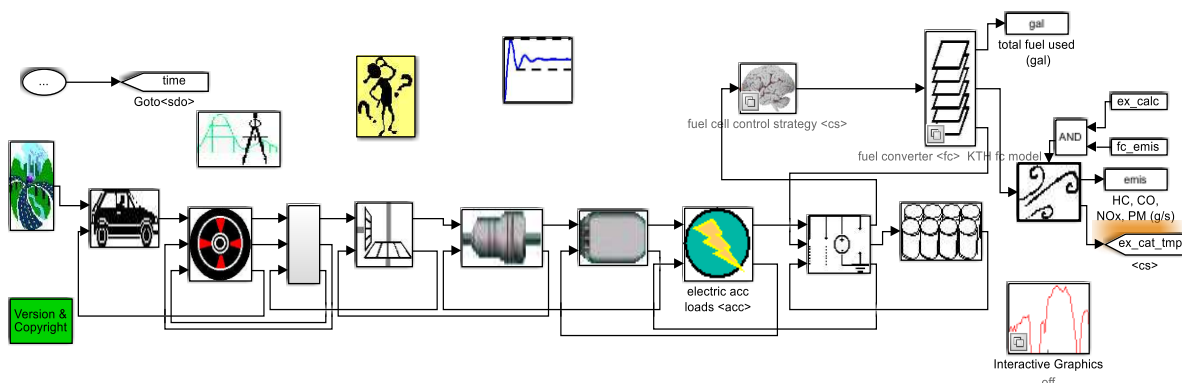 gal
total fuel used
(gal)
...
time
Goto<sdo>
fuel cell control strategy <cs>
ex_calc
AND
fc_emis
fuel converter <fc> KTH fc model
emis
HC, CO,
NOx, PM (g/s)
ex_cat_tmp
<cs>
electric acc
loads <acc>
Version &
Copyright
Interactive Graphics
off